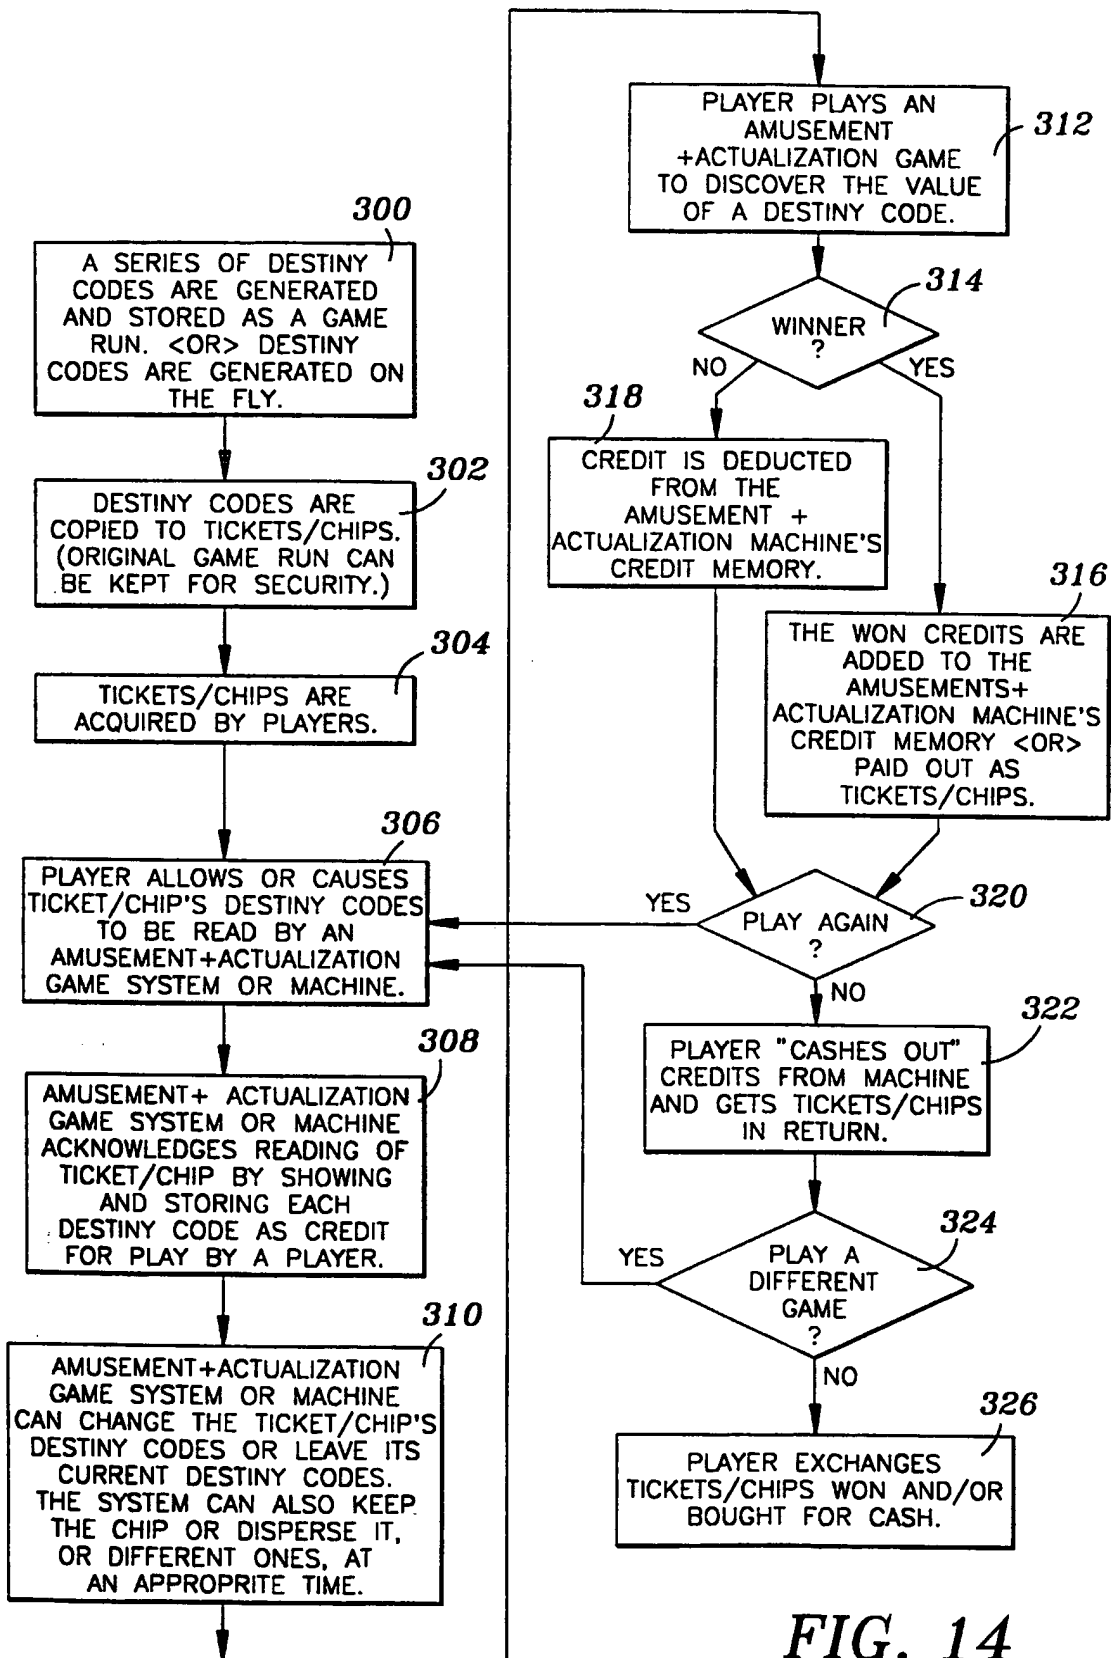 300
A SERIES OF DESTINY
CODES ARE GENERATED
AND STORED AS A GAME
RUN. <OR> DESTINY
CODES ARE GENERATED ON
THE FLY.
302
DESTINY CODES ARE
COPIED TO TICKETS/CHIPS.
(ORIGINAL GAME RUN CAN
BE KEPT FOR SECURITY.)
304
TICKETS/CHIPS ARE
ACQUIRED BY PLAYERS.
306
PLAYER ALLOWS OR CAUSES
TICKET/CHIP'S DESTINY CODES
TO BE READ BY AN
AMUSEMENT+ACTUALIZATION
GAME SYSTEM OR MACHINE.
308
AMUSEMENT+ ACTUALIZATION
GAME SYSTEM OR MACHINE
ACKNOWLEDGES READING OF
TICKET/CHIP BY SHOWING
AND STORING EACH
DESTINY CODE AS CREDIT
FOR PLAY BY A PLAYER.
310
AMUSEMENT+ACTUALIZATION
GAME SYSTEM OR MACHINE
CAN CHANGE THE TICKET/CHIP'S
DESTINY CODES OR LEAVE ITS
CURRENT DESTINY CODES.
THE SYSTEM CAN ALSO KEEP
THE CHIP OR DISPERSE IT,
OR DIFFERENT ONES, AT
AN APPROPRITE TIME.
312
PLAYER PLAYS AN
AMUSEMENT
+ACTUALIZATION GAME
TO DISCOVER THE VALUE
OF A DESTINY CODE.
314
WINNER
?
NO
YES
318
CREDIT IS DEDUCTED
FROM THE
AMUSEMENT +
ACTUALIZATION MACHINE'S
CREDIT MEMORY.
316
THE WON CREDITS ARE
ADDED TO THE
AMUSEMENTS+
ACTUALIZATION MACHINE'S
CREDIT MEMORY <OR>
PAID OUT AS
TICKETS/CHIPS.
320
YES
PLAY AGAIN
?
NO
322
PLAYER "CASHES OUT"
CREDITS FROM MACHINE
AND GETS TICKETS/CHIPS
IN RETURN.
324
YES
PLAY A
DIFFERENT
GAME
?
NO
326
PLAYER EXCHANGES
TICKETS/CHIPS WON AND/OR
BOUGHT FOR CASH.
FIG. 14